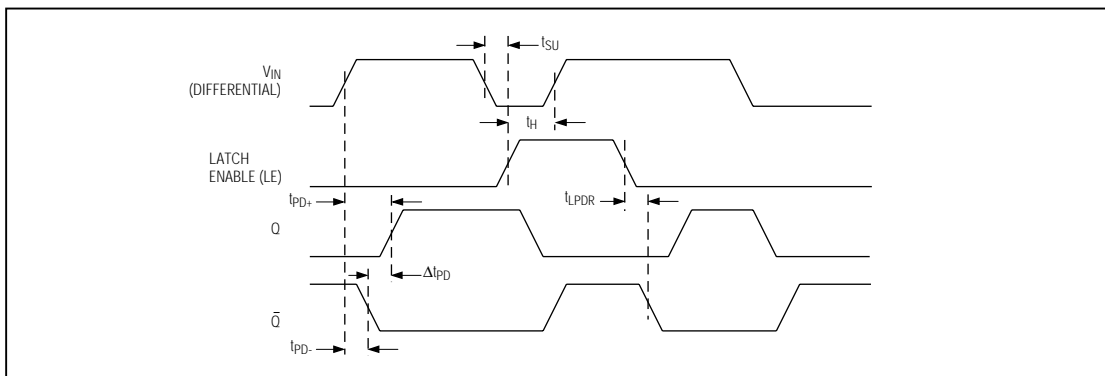 tSU
VIN
(DIFFERENTIAL)
tH
LATCH
ENABLE (LE)
tPD+
tLPDR
Q
ΔtPD
Q̄
tPD-